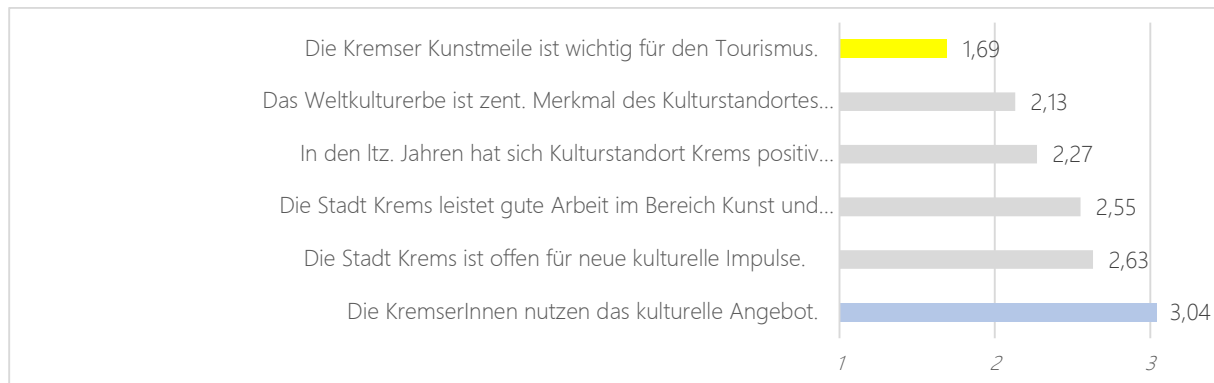 Die Kremser Kunstmeile ist wichtig für den Tourismus. 1,69
Das Weltkulturerbe ist zent. Merkmal des Kulturstandortes... 2,13
In den ltz. Jahren hat sich Kulturstandort Krems positiv... 2,27
Die Stadt Krems leistet gute Arbeit im Bereich Kunst und... 2,55
Die Stadt Krems ist offen für neue kulturelle Impulse. 2,63
Die KremserInnen nutzen das kulturelle Angebot. 3,04
1 2 3